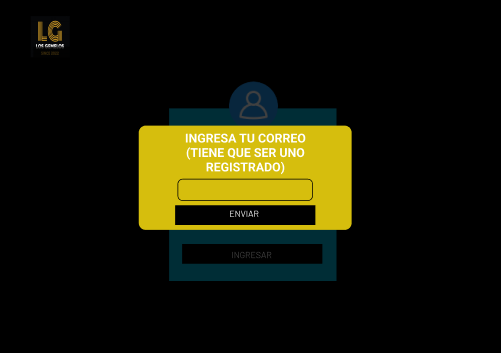 LG
LOS GEMELOS
INGRESA TU CORREO
(TIENE QUE SER UNO
REGISTRADO)
ENVIAR
INGRESAR